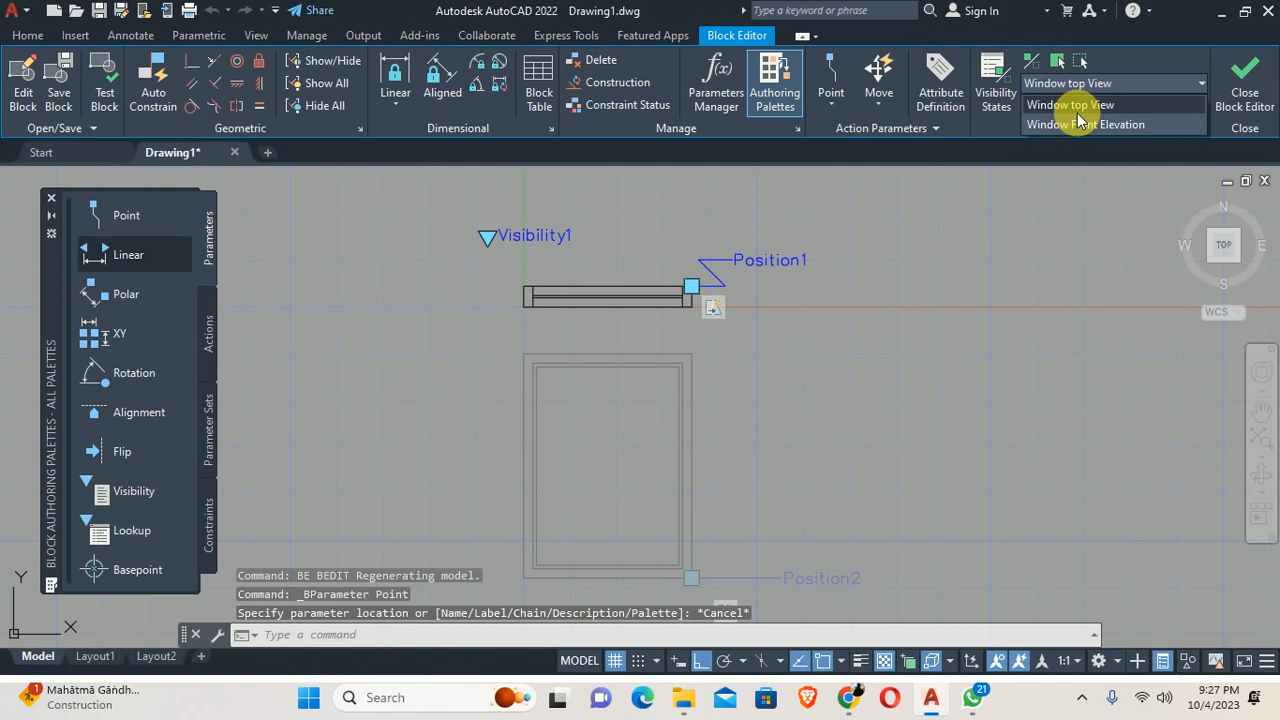 Share
Autodesk AutoCAD 2022 Drawing1.dwg
Type a keyword or phrase
Sign In
Home Insert Annotate Parametric View Manage Output Add-ins Collaborate Express Tools Featured Apps Block Editor
Edit Block
Save Block
Test Block
Open/Save
Auto Constrain
Show/Hide
Show All
Hide All
Geometric
Linear
Aligned
Dimensional
Block Table
Delete
Construction
Constraint Status
Manage
Parameters Manager
Authoring Palettes
Point
Move
Action Parameters
Attribute Definition
Visibility States
Window top View
Window top View
Close Block Editor
Close
Start
Drawing1*
Point
Linear
Polar
XY
Rotation
Alignment
Flip
Visibility
Lookup
Basepoint
Parameters
Actions
Parameter Sets
Constraints
BLOCK AUTHORING PALETTES - ALL PALETTES
Visibility1
Position1
Position2
N
W
TOP
E
S
WCS
Y
X
Command: BE BEDIT Regenerating model.
Command: _BParameter Point
Specify parameter location or [Name/Label/Chain/Description/Palette]: *Cancel*
Type a command
Model Layout1 Layout2
MODEL
1:1
Mahātmā Gāndh...
Construction
1
Search
21
9:27 PM
10/4/2023